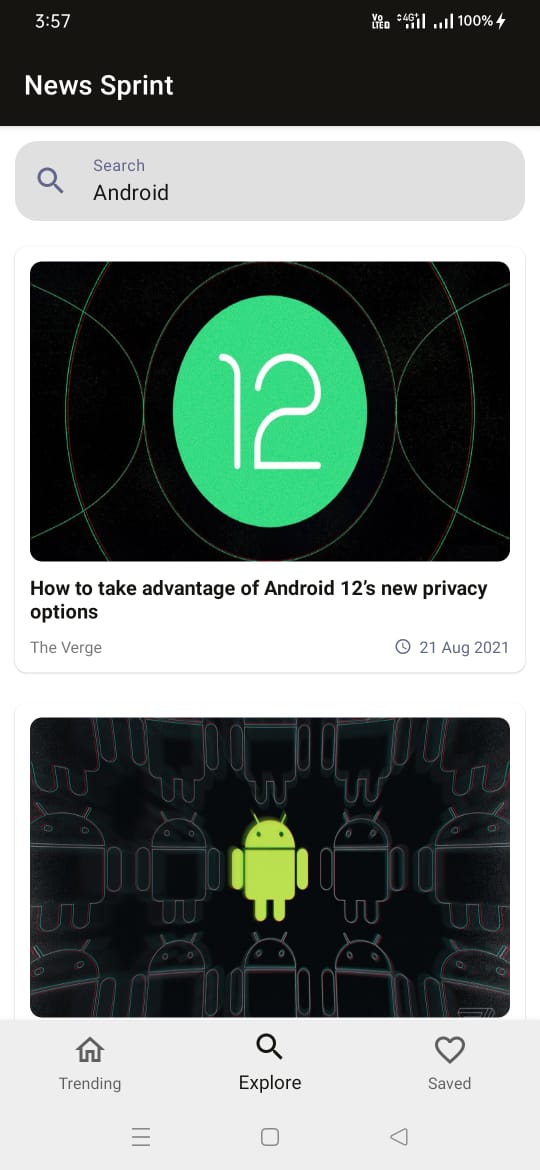 3:57
Vo LTED 4G+ 100%
News Sprint
Search
Android
12
How to take advantage of Android 12’s new privacy
options
The Verge
21 Aug 2021
Trending
Explore
Saved